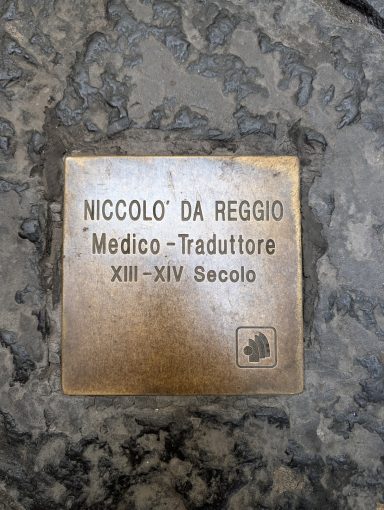 NICCOLO' DA REGGIO
Medico - Traduttore
XIII - XIV Secolo